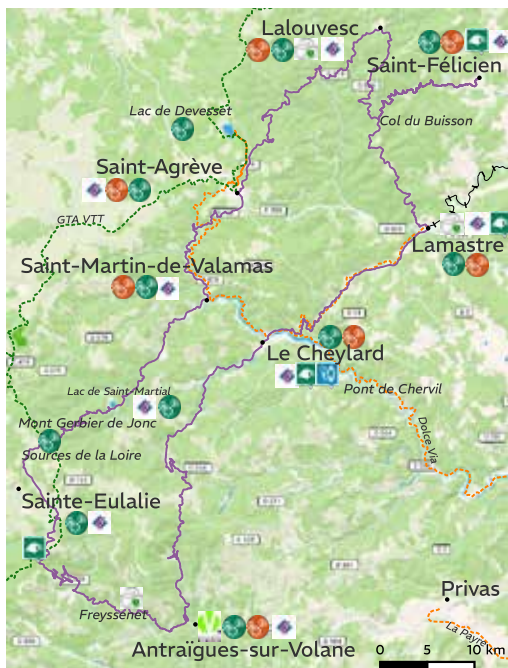 Lalouvesc
Saint-Félicien
Lac de Devesset
Col du Buisson
Saint-Agrève
GTA VTT
Lamastre
Saint-Martin-de-Valamas
Le Cheylard
Lac de Saint-Martial
Pont de Chervil
Mont Gerbier de Jonc
Dolce Via
Sources de la Loire
Sainte-Eulalie
Privas
Freyssenet
La Payre
Antraïgues-sur-Volane
0 5 10 km